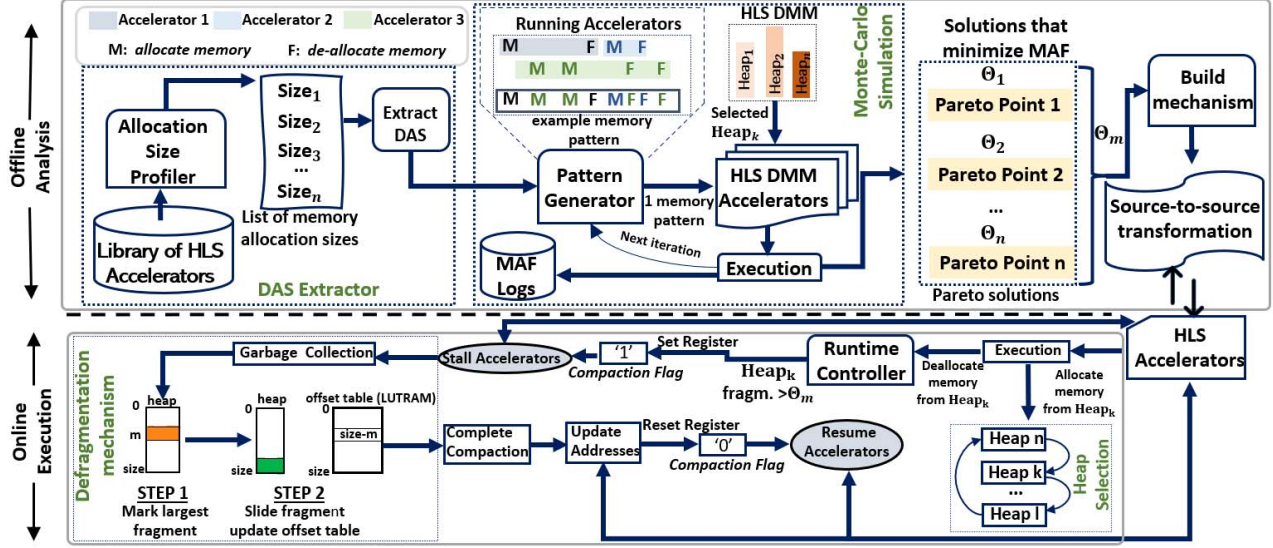 Accelerator 1
Accelerator 2
Accelerator 3
M: allocate memory
F: de-allocate memory
Offline
Analysis
Allocation
Size
Profiler
Library of HLS
Accelerators
Size1
Size2
Size3
...
Sizen
List of memory
allocation sizes
Extract
DAS
DAS Extractor
Running Accelerators
M F M F
M M F F
M M M F M F F F
example memory
pattern
HLS DMM
Heap1
Heap2
Heapn
Selected
Heapk
Monte-Carlo
Simulation
Pattern
Generator
1 memory
pattern
HLS DMM
Accelerators
Next iteration
Execution
MAF
Logs
Solutions that
minimize MAF
Θ1
Pareto Point 1
Θ2
Pareto Point 2
...
Θn
Pareto Point n
Pareto solutions
Θm
Build
mechanism
Source-to-source
transformation
Online
Execution
Defragmentation
mechanism
Garbage Collection
Stall Accelerators
'1'
Set Register
Compaction Flag
Heapk
fragm. >Θm
Runtime
Controller
Deallocate
memory
from Heapk
Execution
Allocate
memory
from Heapk
HLS
Accelerators
heap
0
m
size
STEP 1
Mark largest
fragment
heap
0
size
offset table (LUTRAM)
0
size-m
size
STEP 2
Slide fragment
update offset table
Complete
Compaction
Update
Addresses
Reset Register
'0'
Compaction Flag
Resume
Accelerators
Heap n
Heap k
...
Heap l
Heap
Selection